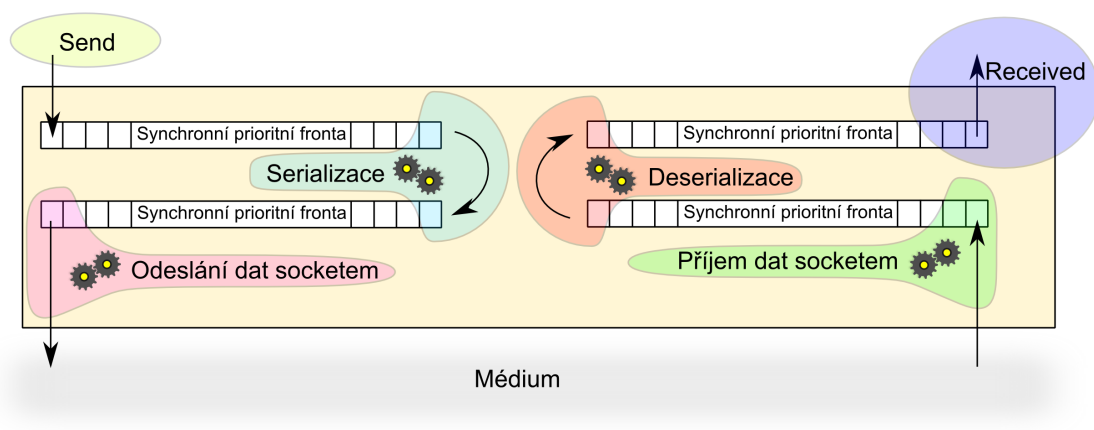 Send
Received
Synchronní prioritní fronta
Synchronní prioritní fronta
Serializace
Deserializace
Synchronní prioritní fronta
Synchronní prioritní fronta
Odeslání dat socketem
Příjem dat socketem
Médium